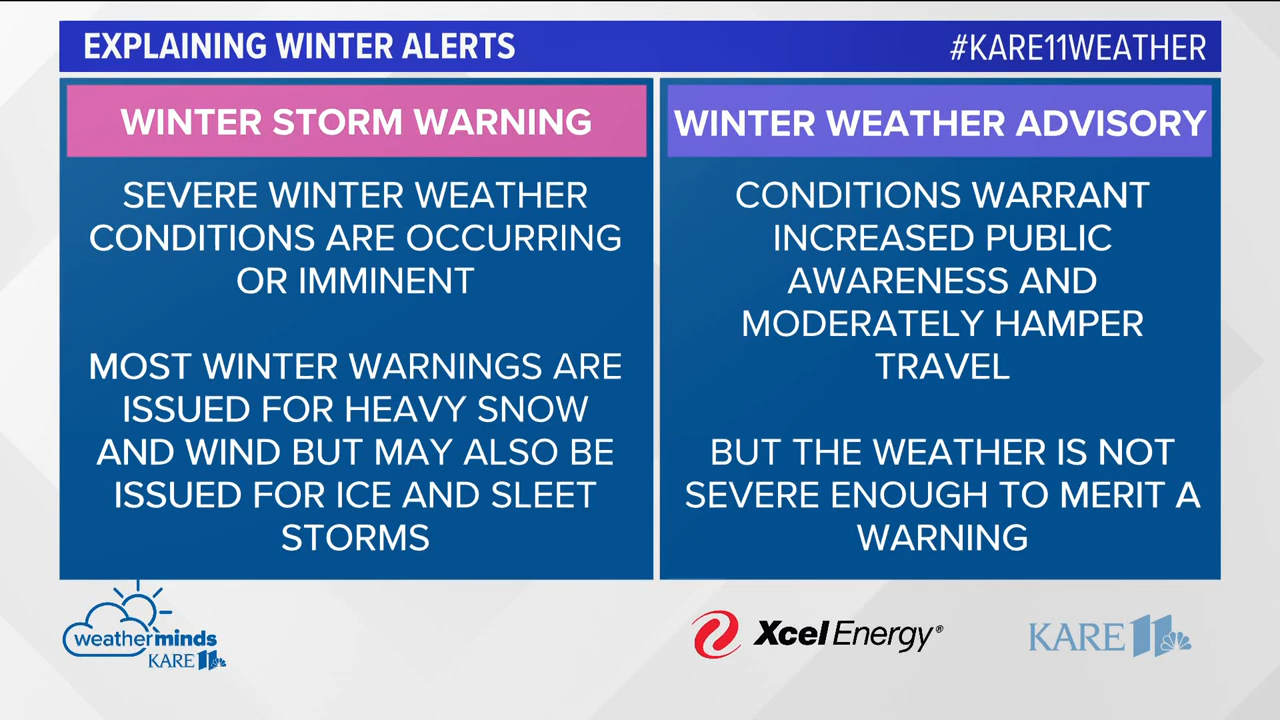 EXPLAINING WINTER ALERTS
#KARE11WEATHER
WINTER STORM WARNING
SEVERE WINTER WEATHER
CONDITIONS ARE OCCURRING
OR IMMINENT
MOST WINTER WARNINGS ARE
ISSUED FOR HEAVY SNOW
AND WIND BUT MAY ALSO BE
ISSUED FOR ICE AND SLEET
STORMS
WINTER WEATHER ADVISORY
CONDITIONS WARRANT
INCREASED PUBLIC
AWARENESS AND
MODERATELY HAMPER
TRAVEL
BUT THE WEATHER IS NOT
SEVERE ENOUGH TO MERIT A
WARNING
weatherminds
KARE 11
Xcel Energy®
KARE 11